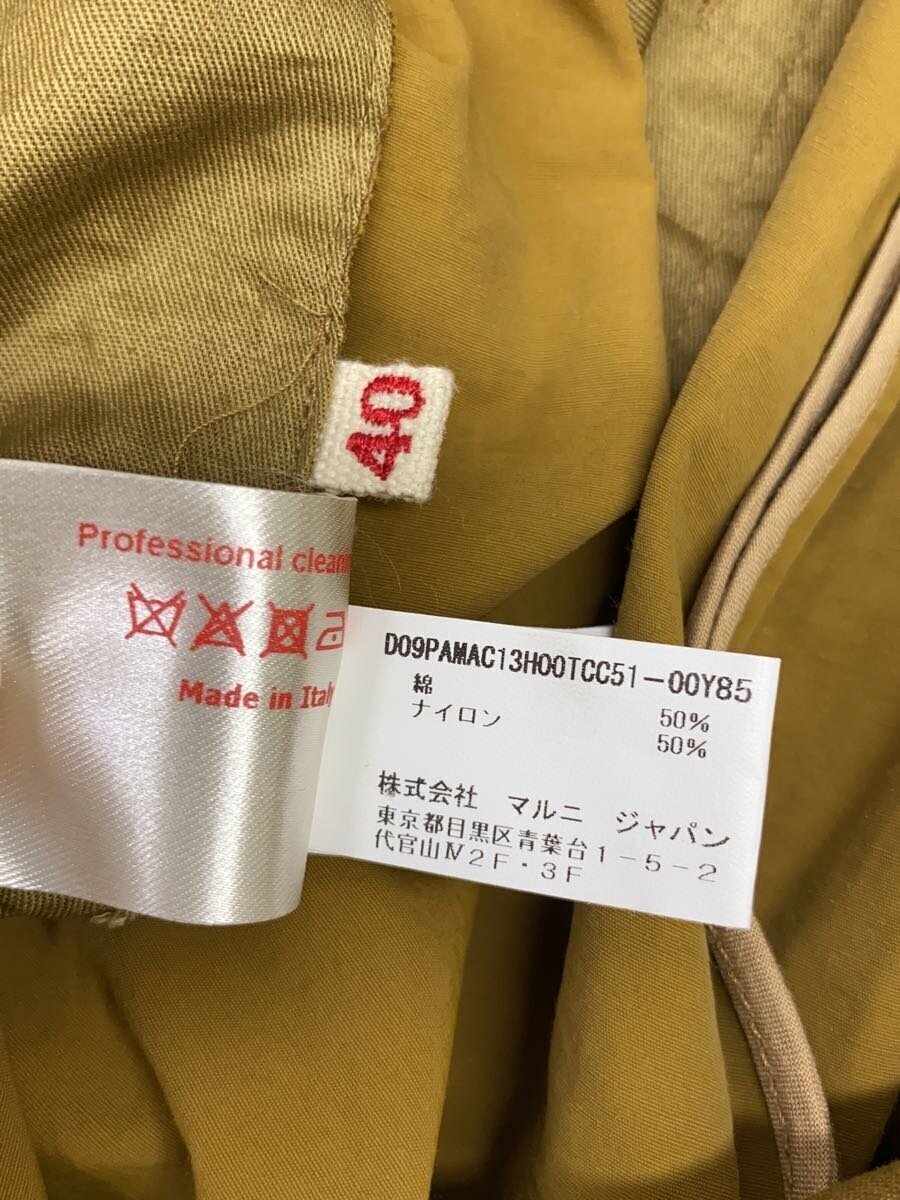 40
Professional cleani
Made in Italy
D09PAMAC13H00TCC51-00Y85
綿 50%
ナイロン 50%
株式会社 マルニ ジャパン
東京都目黒区青葉台1-5-2
代官山Ⅳ2F・3F